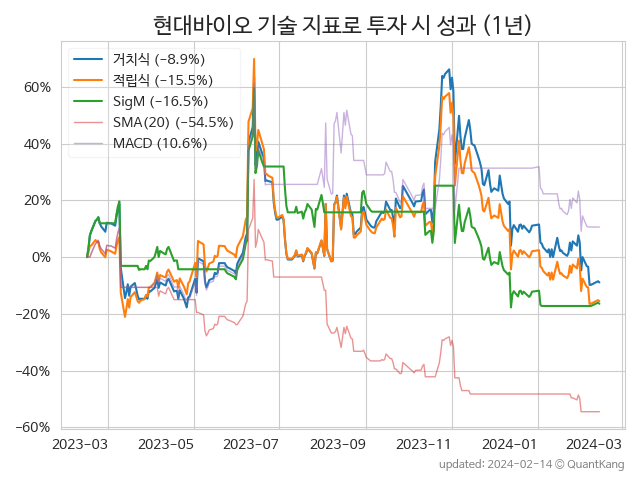 현대바이오 기술 지표로 투자 시 성과 (1년)
거치식 (−8.9%)
적립식 (−15.5%)
SigM (−16.5%)
SMA(20) (−54.5%)
MACD (10.6%)
60%
40%
20%
0%
−20%
−40%
−60%
2023-03 2023-05 2023-07 2023-09 2023-11 2024-01 2024-03
updated: 2024-02-14 © QuantKang